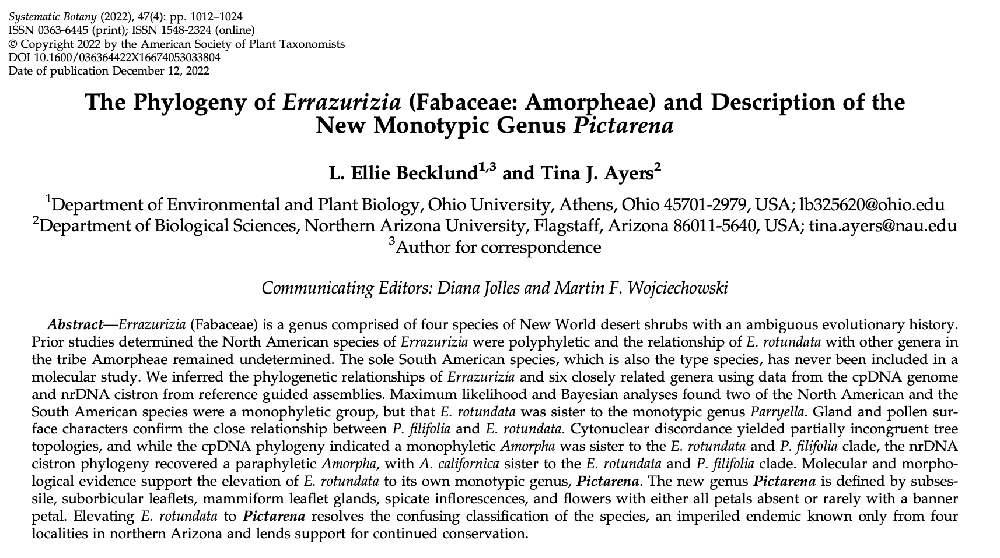 Systematic Botany (2022), 47(4): pp. 1012–1024
ISSN 0363-6445 (print); ISSN 1548-2324 (online)
© Copyright 2022 by the American Society of Plant Taxonomists
DOI 10.1600/036364422X16674053033804
Date of publication December 12, 2022
The Phylogeny of Errazurizia (Fabaceae: Amorpheae) and Description of the
New Monotypic Genus Pictarena
L. Ellie Becklund1,3 and Tina J. Ayers2
1Department of Environmental and Plant Biology, Ohio University, Athens, Ohio 45701-2979, USA; lb325620@ohio.edu
2Department of Biological Sciences, Northern Arizona University, Flagstaff, Arizona 86011-5640, USA; tina.ayers@nau.edu
3Author for correspondence
Communicating Editors: Diana Jolles and Martin F. Wojciechowski
Abstract—Errazurizia (Fabaceae) is a genus comprised of four species of New World desert shrubs with an ambiguous evolutionary history.
Prior studies determined the North American species of Errazurizia were polyphyletic and the relationship of E. rotundata with other genera in
the tribe Amorpheae remained undetermined. The sole South American species, which is also the type species, has never been included in a
molecular study. We inferred the phylogenetic relationships of Errazurizia and six closely related genera using data from the cpDNA genome
and nrDNA cistron from reference guided assemblies. Maximum likelihood and Bayesian analyses found two of the North American and the
South American species were a monophyletic group, but that E. rotundata was sister to the monotypic genus Parryella. Gland and pollen sur-
face characters confirm the close relationship between P. filifolia and E. rotundata. Cytonuclear discordance yielded partially incongruent tree
topologies, and while the cpDNA phylogeny indicated a monophyletic Amorpha was sister to the E. rotundata and P. filifolia clade, the nrDNA
cistron phylogeny recovered a paraphyletic Amorpha, with A. californica sister to the E. rotundata and P. filifolia clade. Molecular and morpho-
logical evidence support the elevation of E. rotundata to its own monotypic genus, Pictarena. The new genus Pictarena is defined by subses-
sile, suborbicular leaflets, mammiform leaflet glands, spicate inflorescences, and flowers with either all petals absent or rarely with a banner
petal. Elevating E. rotundata to Pictarena resolves the confusing classification of the species, an imperiled endemic known only from four
localities in northern Arizona and lends support for continued conservation.